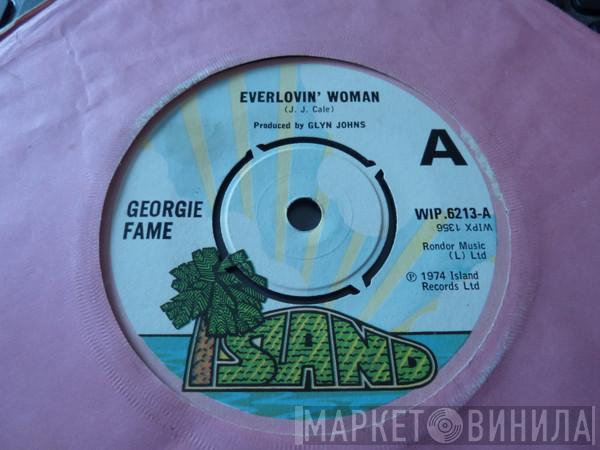 EVERLOVIN' WOMAN
(J. J. Cale)
Produced by GLYN JOHNS
A
GEORGIE
FAME
WIP.6213-A
WIPX 1356
Rondor Music
(L) Ltd
℗ 1974 Island
Records Ltd
ISLAND
МАРКЕТ ВИНИЛА